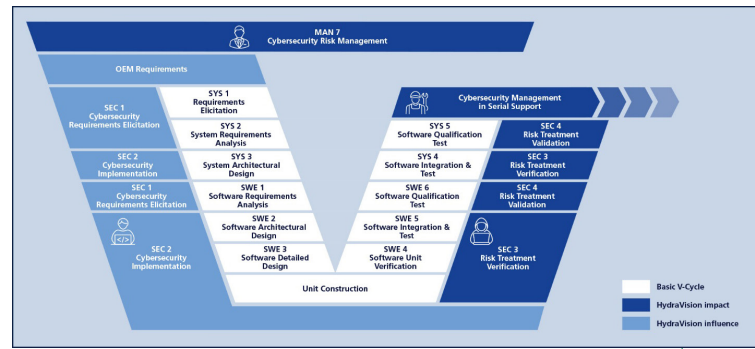 MAN 7
Cybersecurity Risk Management
OEM Requirements
SEC 1
Cybersecurity
Requirements Elicitation
SYS 1
Requirements
Elicitation
SYS 2
System Requirements
Analysis
SEC 2
Cybersecurity
Implementation
SYS 3
System Architectural
Design
SEC 1
Cybersecurity
Requirements Elicitation
SWE 1
Software Requirements
Analysis
SEC 2
Cybersecurity
Implementation
SWE 2
Software Architectural
Design
SWE 3
Software Detailed
Design
Unit Construction
Cybersecurity Management
in Serial Support
SYS 5
Software Qualification
Test
SEC 4
Risk Treatment
Validation
SYS 4
Software Integration &
Test
SEC 3
Risk Treatment
Verification
SWE 6
Software Qualification
Test
SEC 4
Risk Treatment
Validation
SWE 5
Software Integration &
Test
SWE 4
Software Unit
Verification
SEC 3
Risk Treatment
Verification
Basic V-Cycle
HydraVision impact
HydraVision influence